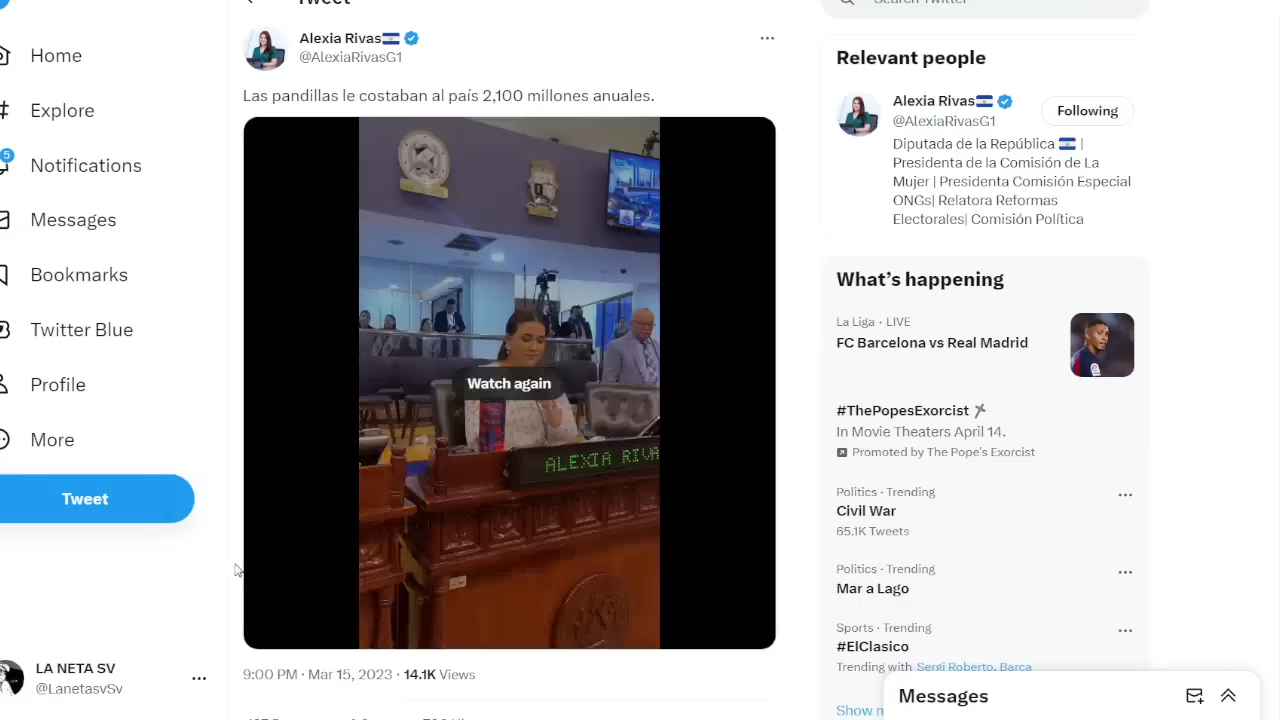 Tweet
Search Twitter
Home
Explore
5
Notifications
Messages
Bookmarks
Twitter Blue
Profile
More
Tweet
LA NETA SV
@LanetasvSv
Alexia Rivas
@AlexiaRivasG1
Las pandillas le costaban al país 2,100 millones anuales.
Watch again
ALEXIA RIVA
9:00 PM · Mar 15, 2023 · 14.1K Views
Relevant people
Alexia Rivas
@AlexiaRivasG1
Following
Diputada de la República |
Presidenta de la Comisión de La
Mujer | Presidenta Comisión Especial
ONGs| Relatora Reformas
Electorales| Comisión Política
What's happening
La Liga · LIVE
FC Barcelona vs Real Madrid
#ThePopesExorcist
In Movie Theaters April 14.
Promoted by The Pope's Exorcist
Politics · Trending
Civil War
65.1K Tweets
Politics · Trending
Mar a Lago
Sports · Trending
#ElClasico
Trending with Sergi Roberto, Barca
Show
Messages